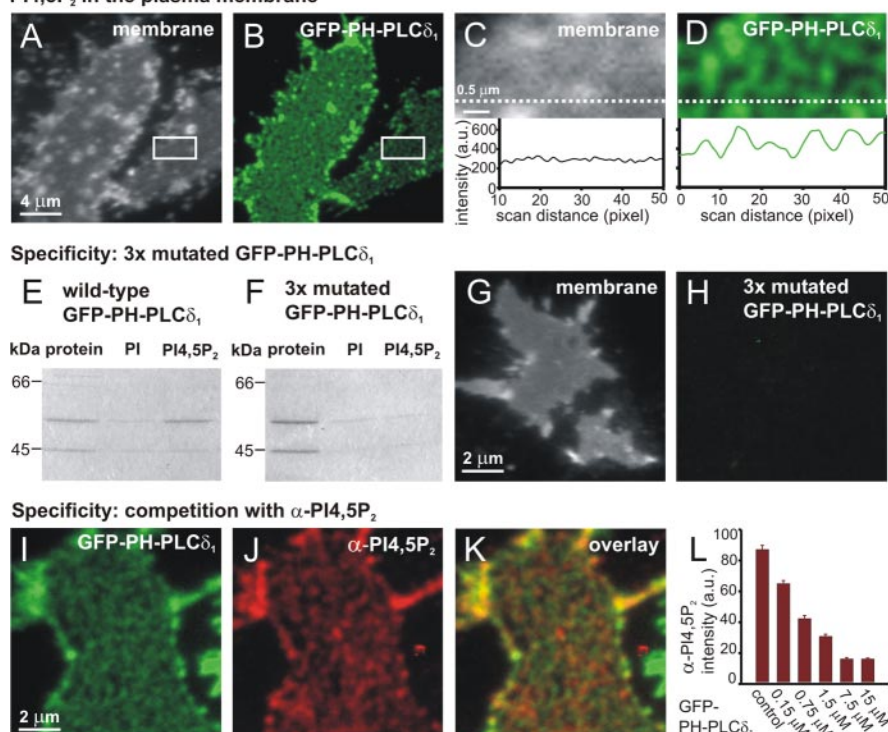 in the plasma membrane
A membrane B GFP-PH-PLCδ₁ C membrane D GFP-PH-PLCδ₁
0.5 μm
4 μm
intensity (a.u.)
600
400
200
10 20 30 40 50
0 10 20 30 40 50
scan distance (pixel) scan distance (pixel)
Specificity: 3x mutated GFP-PH-PLCδ₁
E wild-type GFP-PH-PLCδ₁
F 3x mutated GFP-PH-PLCδ₁
G membrane
H 3x mutated GFP-PH-PLCδ₁
kDa protein PI PI4,5P₂ kDa protein PI PI4,5P₂
66 66
45 45
2 μm
Specificity: competition with α-PI4,5P₂
I GFP-PH-PLCδ₁ J α-PI4,5P₂ K overlay L
2 μm
α-PI4,5P₂
intensity (a.u.)
100
80
60
40
20
0
control 0.15 μM 0.75 μM 1.5 μM 7.5 μM 15 μM
GFP-
PH-PLCδ₁